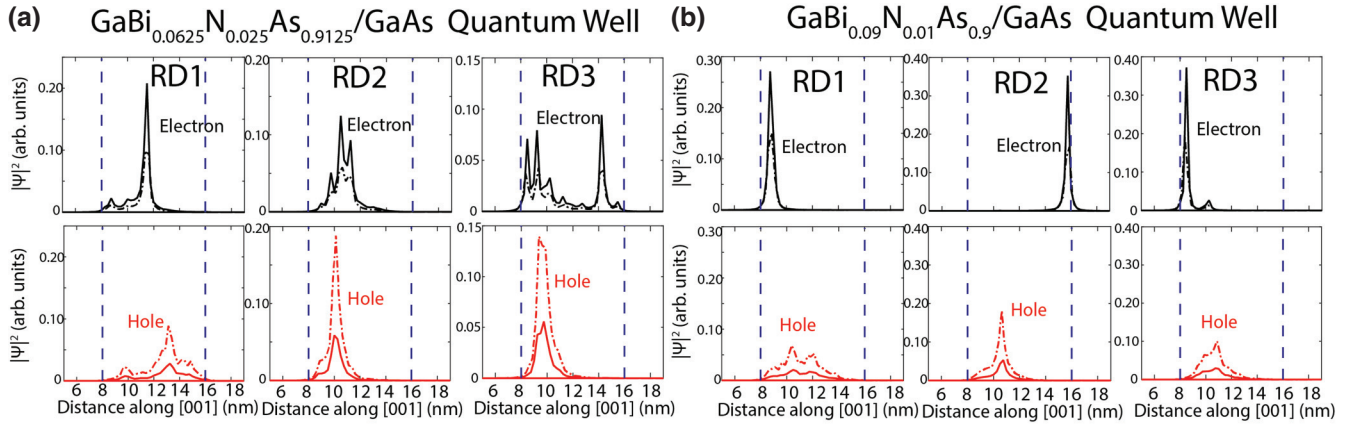 (a) GaBi0.0625N0.025As0.9125/GaAs Quantum Well
(b) GaBi0.09N0.01As0.9/GaAs Quantum Well
|Ψ|² (arb. units)
0.20
0.10
0
RD1
Electron
0.20
0.10
0
RD2
Electron
0.15
0.10
0.05
0
RD3
Electron
|Ψ|² (arb. units)
0.30
0.20
0.10
0
RD1
Electron
0.40
0.30
0.20
0.10
0
RD2
Electron
0.40
0.30
0.20
0.10
0
RD3
Electron
|Ψ|² (arb. units)
0.20
0.10
0
Hole
6 8 10 12 14 16 18
Distance along [001] (nm)
0.20
0.10
0
Hole
6 8 10 12 14 16 18
Distance along [001] (nm)
0.15
0.10
0.05
0
Hole
6 8 10 12 14 16 18
Distance along [001] (nm)
|Ψ|² (arb. units)
0.30
0.20
0.10
0
Hole
6 8 10 12 14 16 18
Distance along [001] (nm)
0.40
0.30
0.20
0.10
0
Hole
6 8 10 12 14 16 18
Distance along [001] (nm)
0.40
0.30
0.20
0.10
0
Hole
6 8 10 12 14 16 18
Distance along [001] (nm)